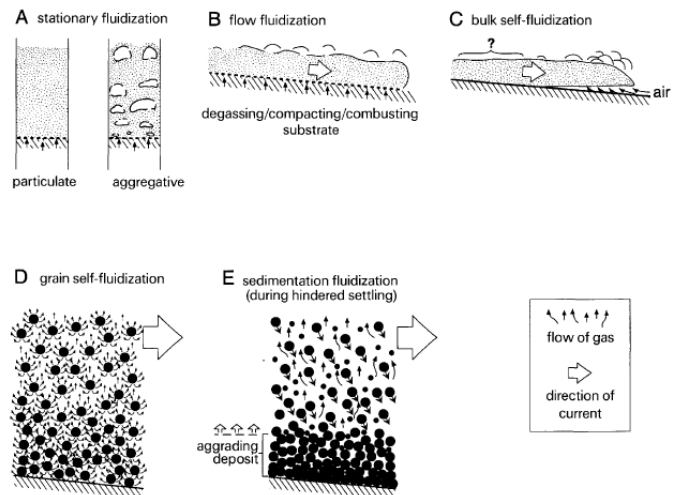 A stationary fluidization
particulate
aggregative
B flow fluidization
degassing/compacting/combusting
substrate
C bulk self-fluidization
?
air
D grain self-fluidization
E sedimentation fluidization
(during hindered settling)
aggrading
deposit
flow of gas
direction of
current